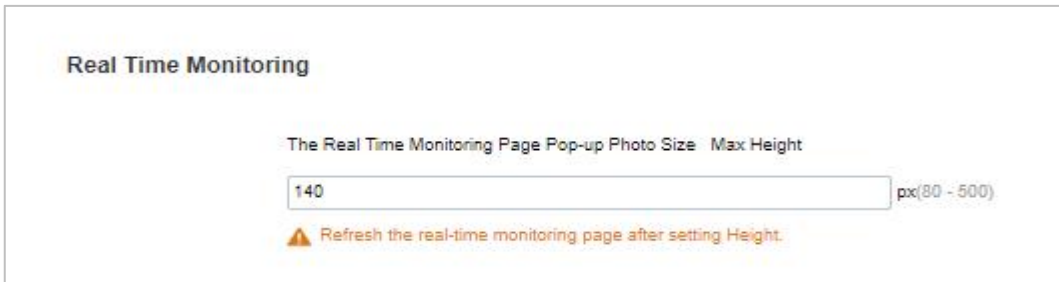 Real Time Monitoring
The Real Time Monitoring Page Pop-up Photo Size Max Height
140 px(80 - 500)
Refresh the real-time monitoring page after setting Height.